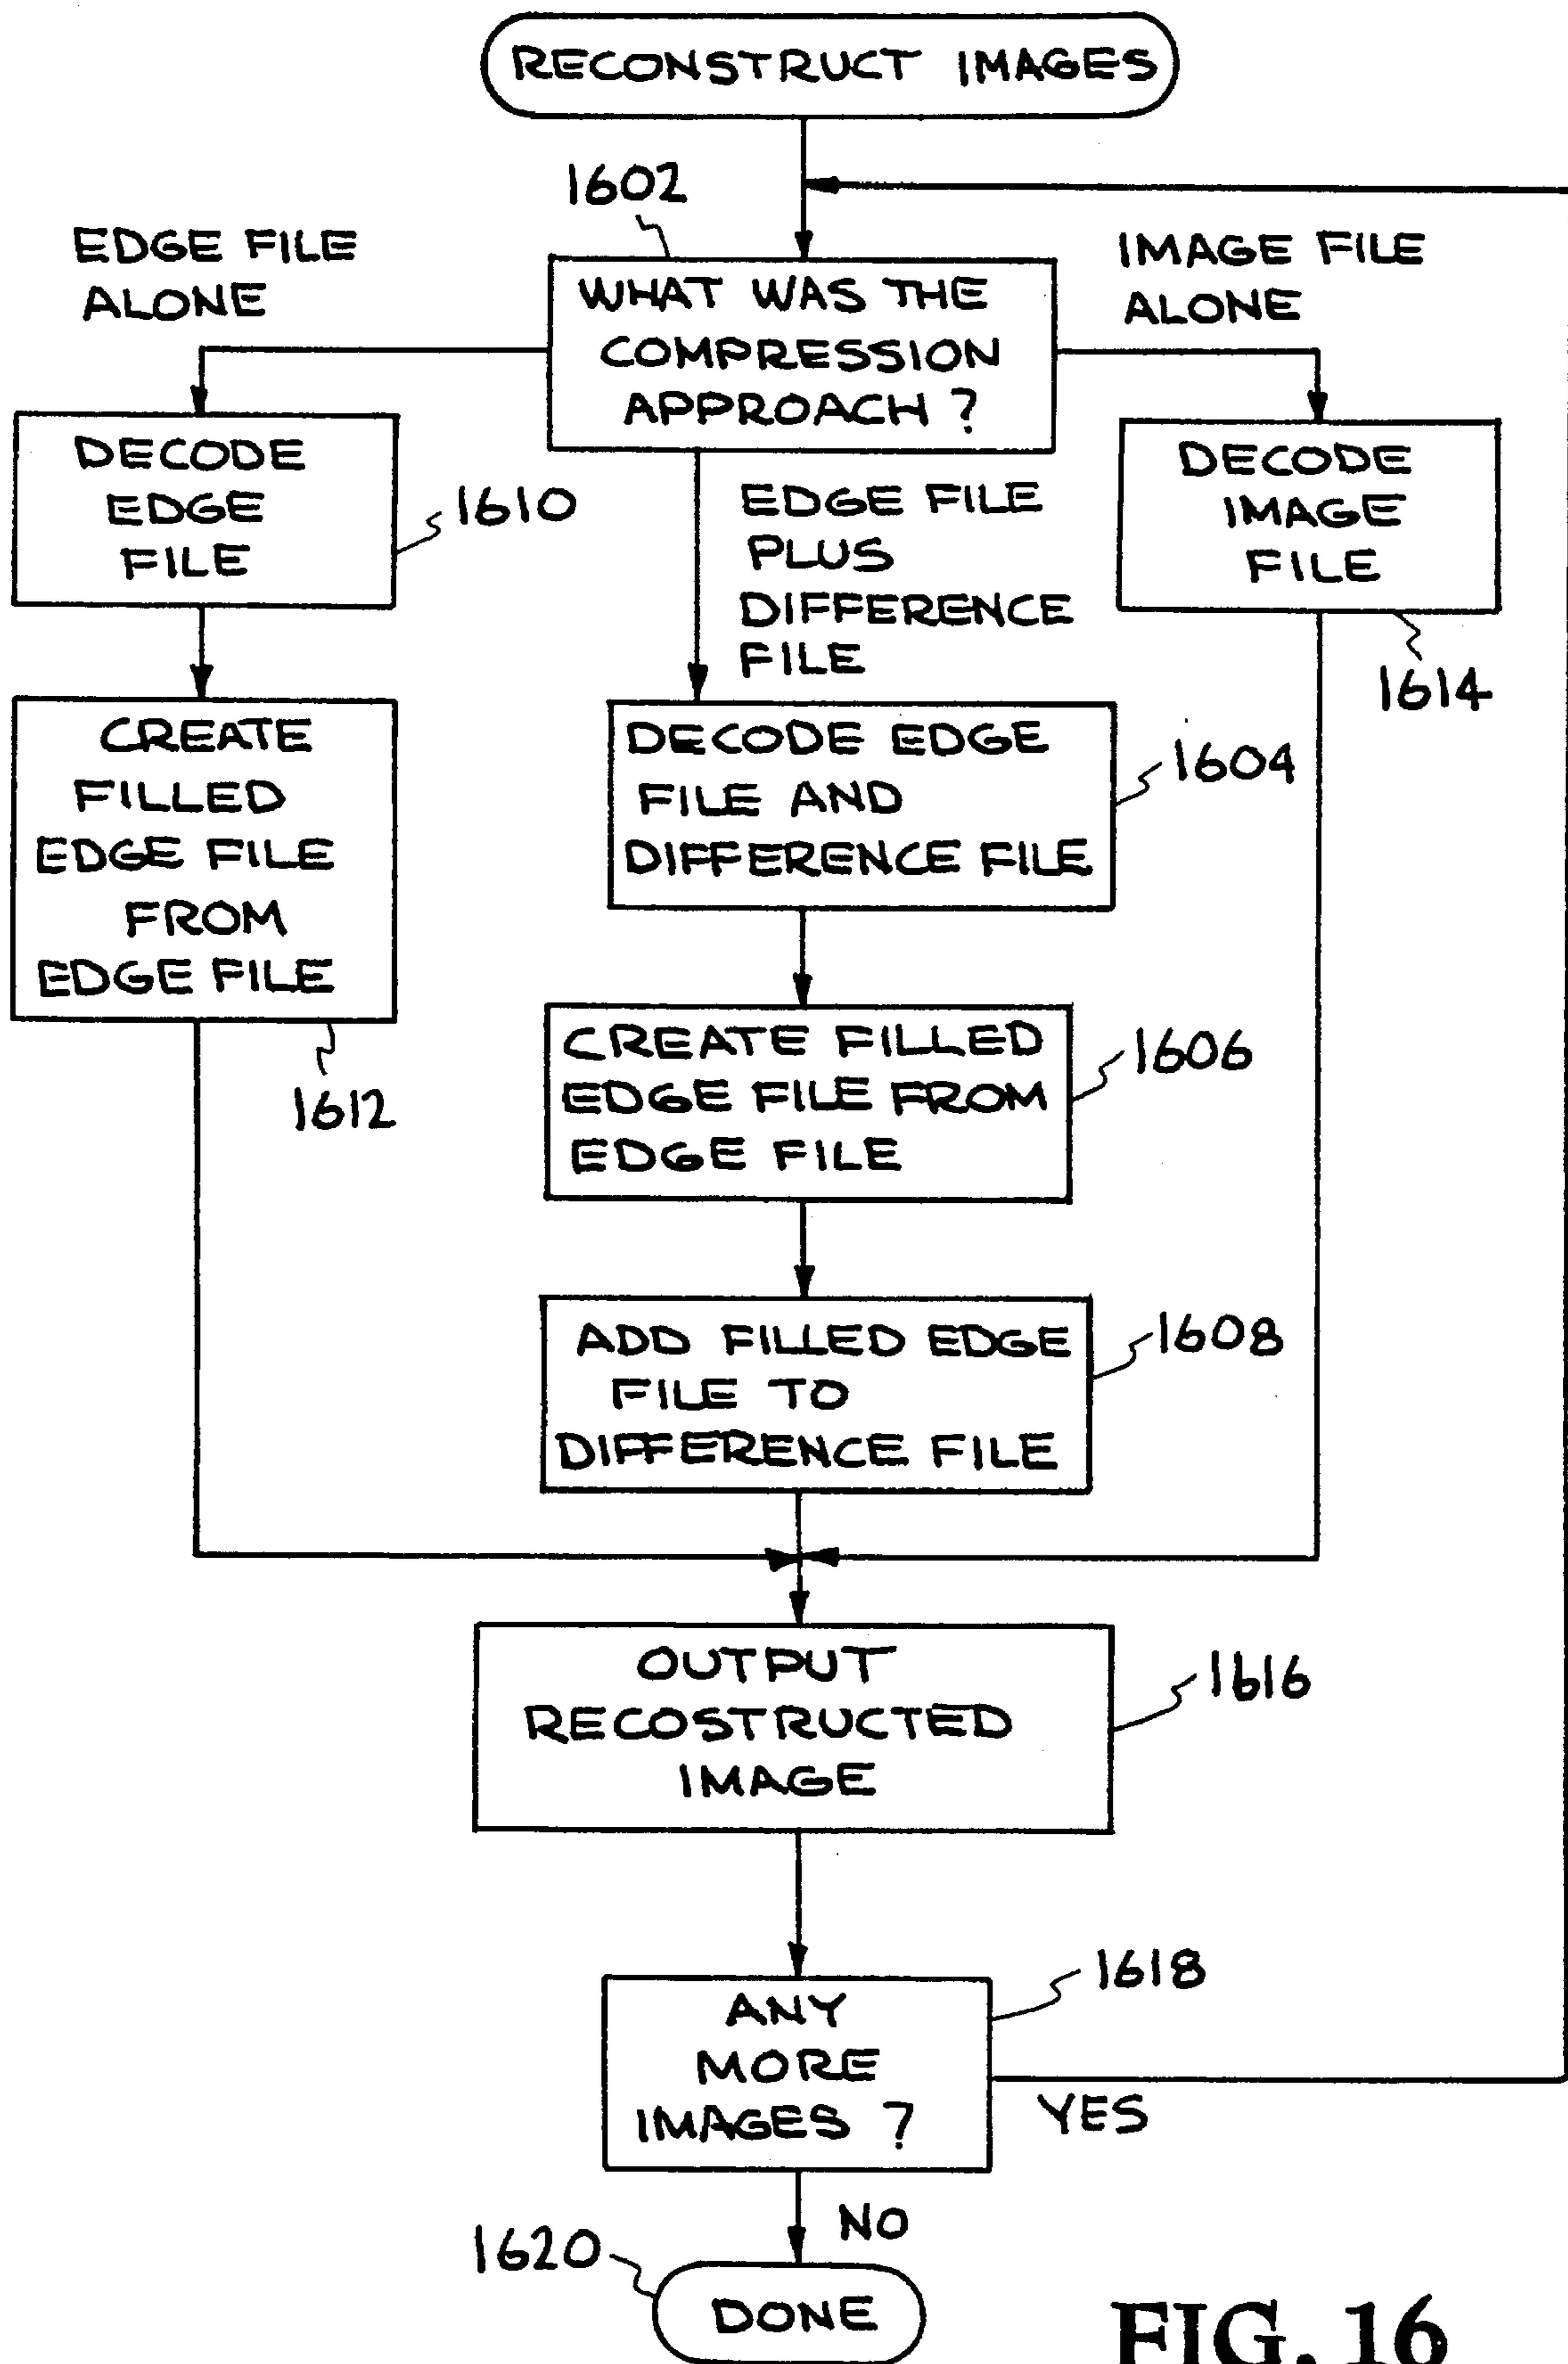 RECONSTRUCT IMAGES
1602
EDGE FILE
ALONE
WHAT WAS THE
COMPRESSION
APPROACH ?
IMAGE FILE
ALONE
DECODE
EDGE
FILE
1610
EDGE FILE
PLUS
DIFFERENCE
FILE
DECODE
IMAGE
FILE
1614
CREATE
FILLED
EDGE FILE
FROM
EDGE FILE
1612
DECODE EDGE
FILE AND
DIFFERENCE FILE
1604
CREATE FILLED
EDGE FILE FROM
EDGE FILE
1606
ADD FILLED EDGE
FILE TO
DIFFERENCE FILE
1608
OUTPUT
RECOSTRUCTED
IMAGE
1616
ANY
MORE
IMAGES ?
1618
YES
NO
1620
DONE
FIG. 16